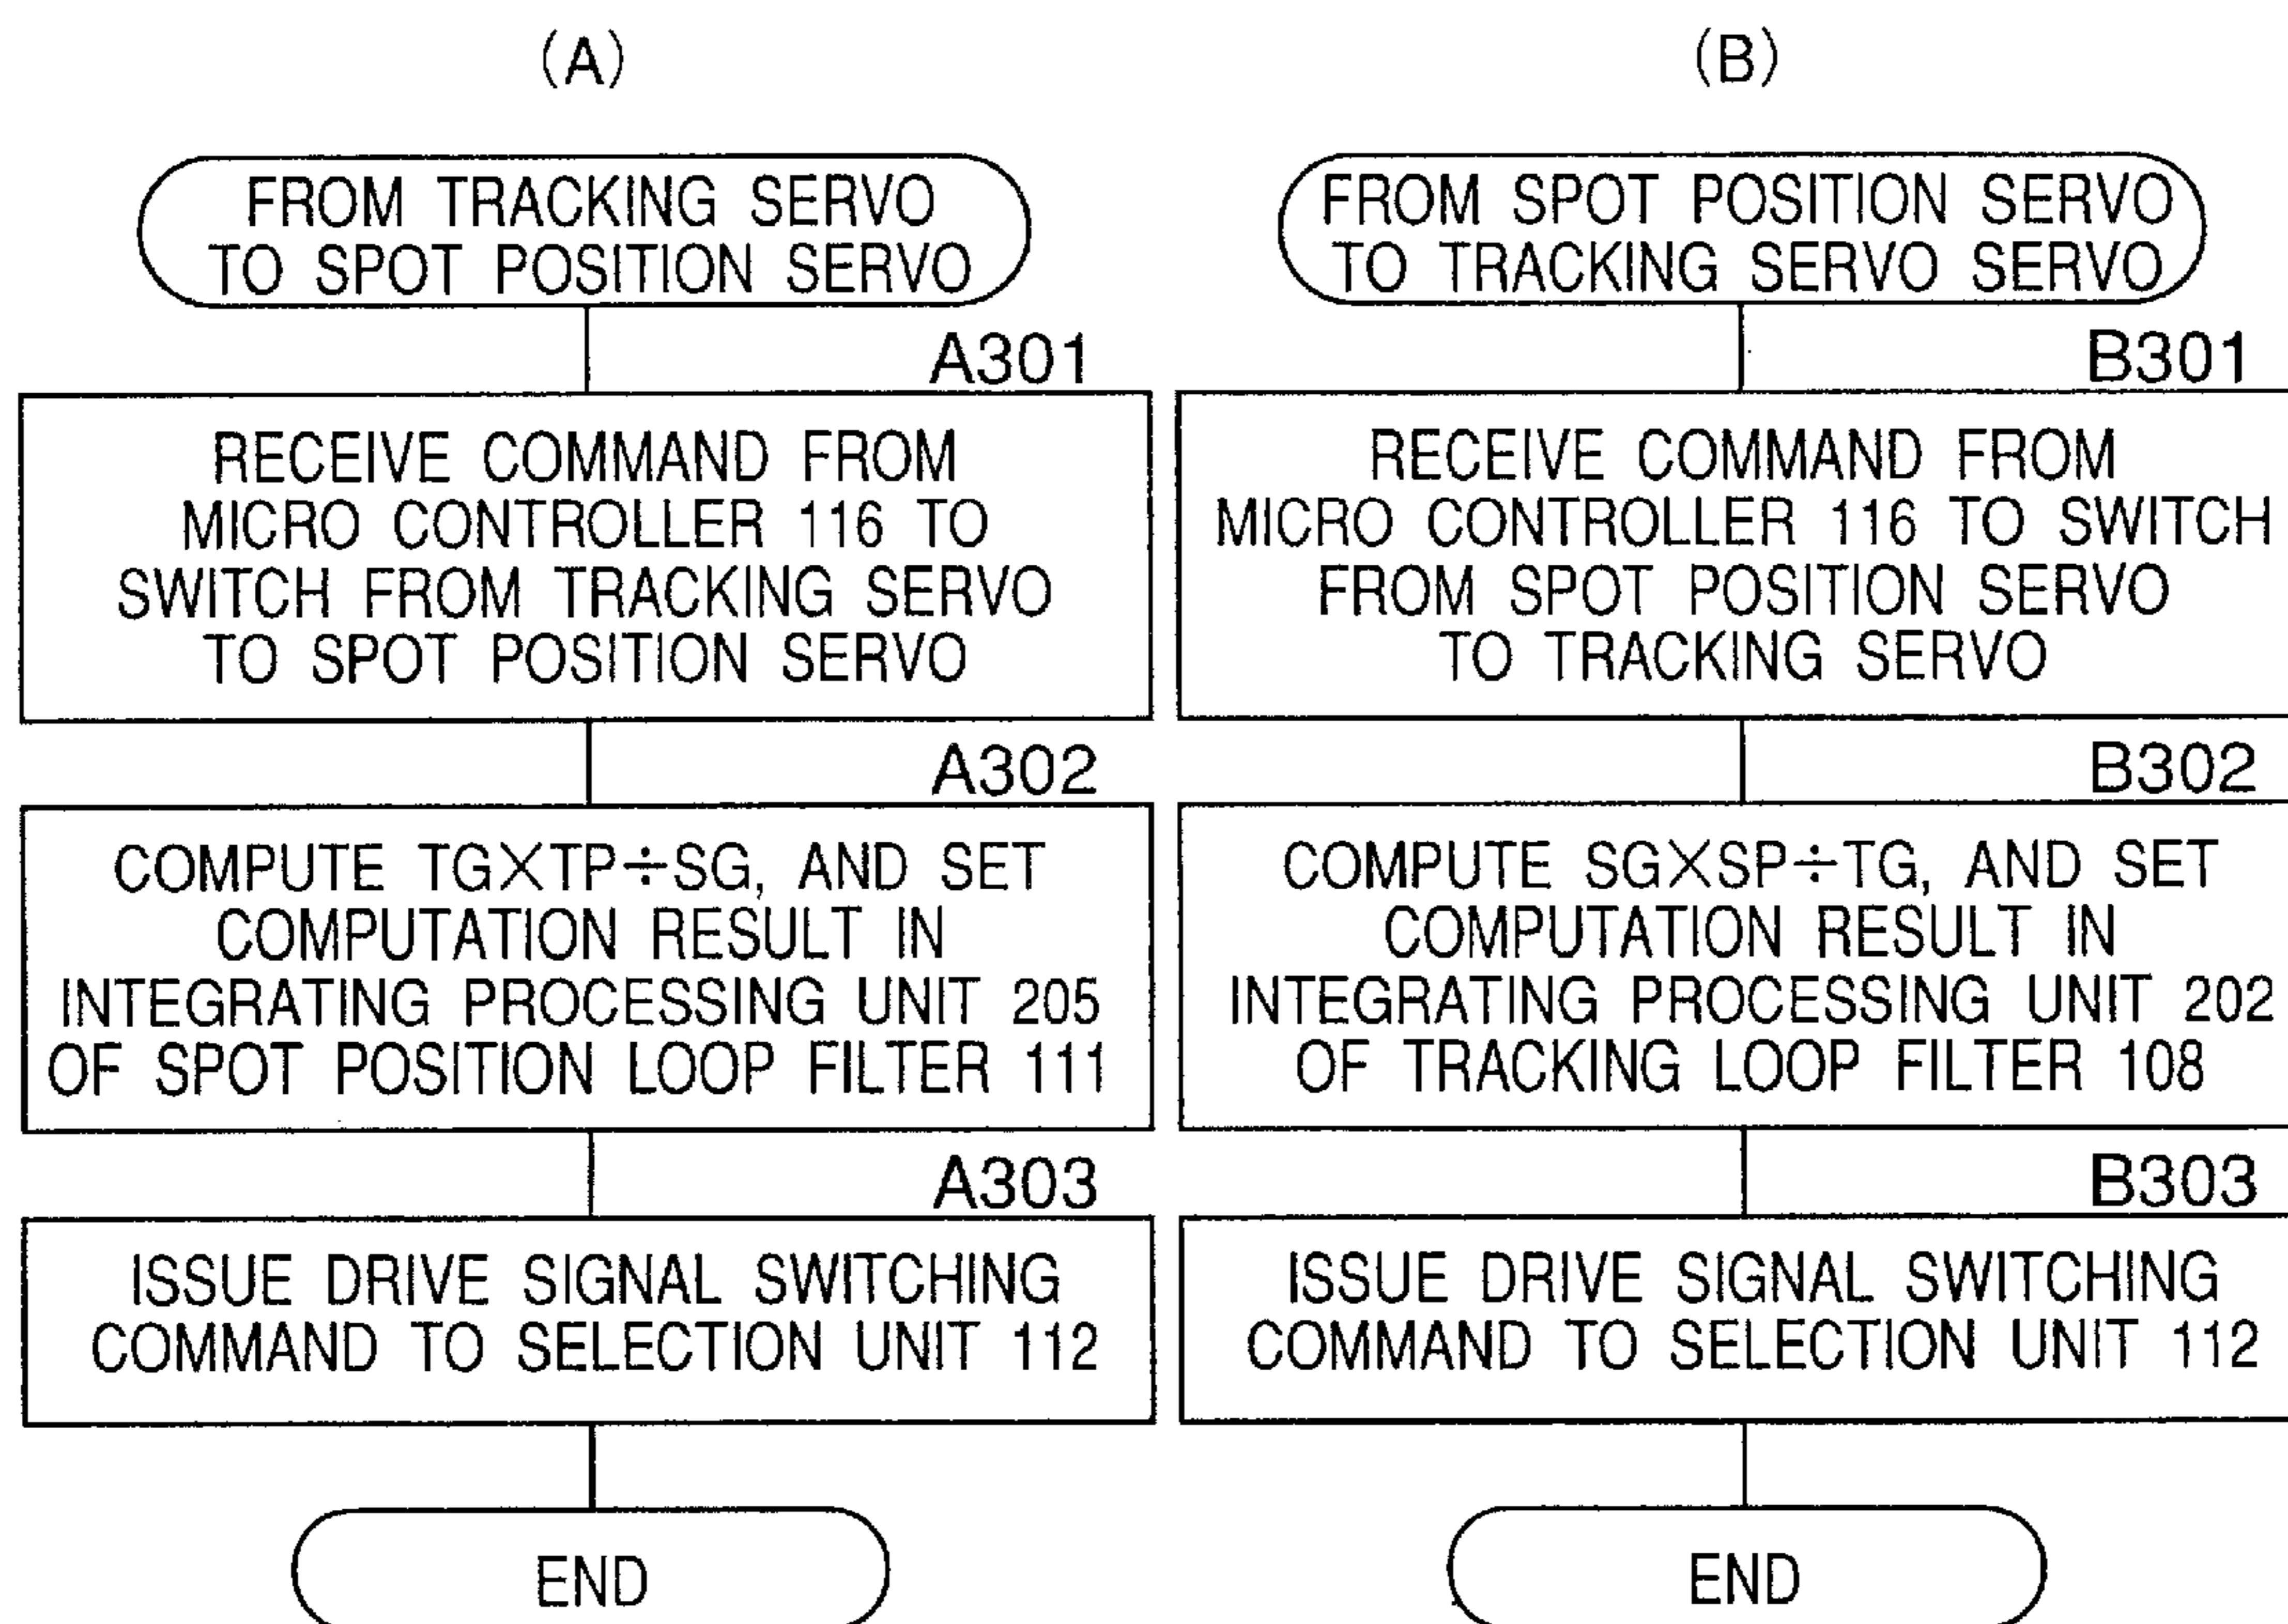 (A)
FROM TRACKING SERVO
TO SPOT POSITION SERVO
A301
RECEIVE COMMAND FROM
MICRO CONTROLLER 116 TO
SWITCH FROM TRACKING SERVO
TO SPOT POSITION SERVO
A302
COMPUTE TG×TP÷SG, AND SET
COMPUTATION RESULT IN
INTEGRATING PROCESSING UNIT 205
OF SPOT POSITION LOOP FILTER 111
A303
ISSUE DRIVE SIGNAL SWITCHING
COMMAND TO SELECTION UNIT 112
END
(B)
FROM SPOT POSITION SERVO
TO TRACKING SERVO SERVO
B301
RECEIVE COMMAND FROM
MICRO CONTROLLER 116 TO SWITCH
FROM SPOT POSITION SERVO
TO TRACKING SERVO
B302
COMPUTE SG×SP÷TG, AND SET
COMPUTATION RESULT IN
INTEGRATING PROCESSING UNIT 202
OF TRACKING LOOP FILTER 108
B303
ISSUE DRIVE SIGNAL SWITCHING
COMMAND TO SELECTION UNIT 112
END